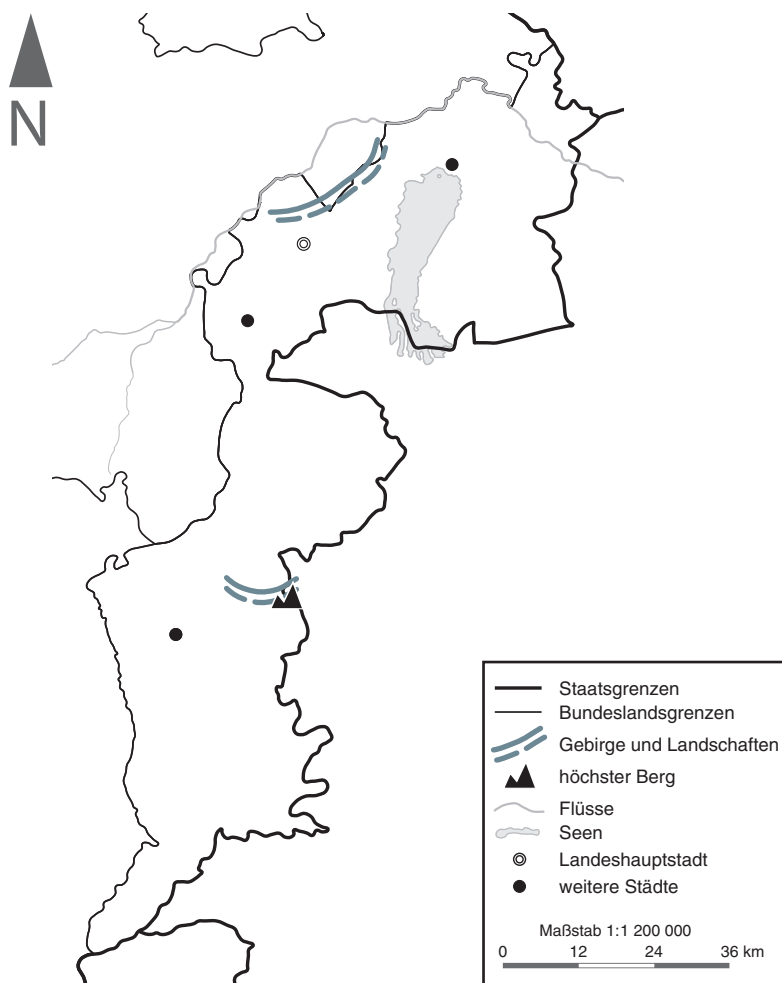 N
Staatsgrenzen
Bundeslandsgrenzen
Gebirge und Landschaften
höchster Berg
Flüsse
Seen
Landeshauptstadt
weitere Städte
Maßstab 1:1 200 000
0 12 24 36 km